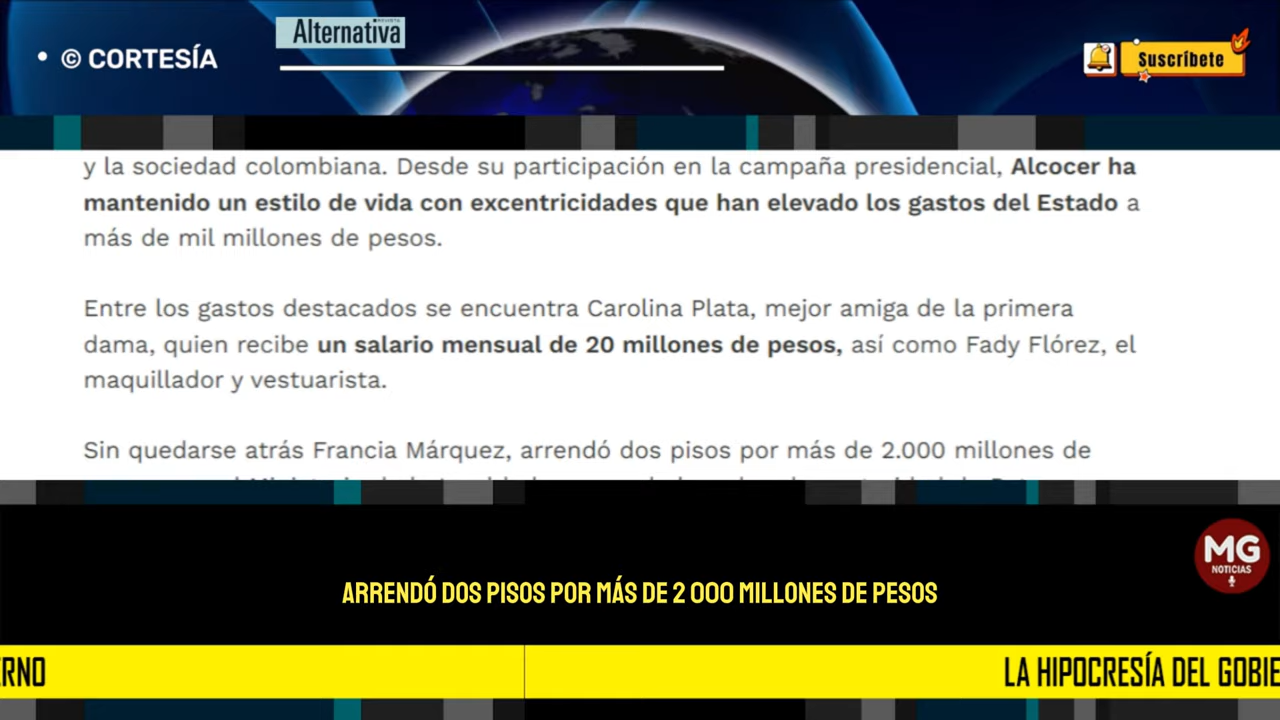 • © CORTESÍA
REVISTA
Alternativa
Suscríbete
y la sociedad colombiana. Desde su participación en la campaña presidencial, Alcocer ha
mantenido un estilo de vida con excentricidades que han elevado los gastos del Estado a
más de mil millones de pesos.
Entre los gastos destacados se encuentra Carolina Plata, mejor amiga de la primera
dama, quien recibe un salario mensual de 20 millones de pesos, así como Fady Flórez, el
maquillador y vestuarista.
Sin quedarse atrás Francia Márquez, arrendó dos pisos por más de 2.000 millones de
MG
NOTICIAS
ARRENDÓ DOS PISOS POR MÁS DE 2 000 MILLONES DE PESOS
ERNO
LA HIPOCRESÍA DEL GOBIE